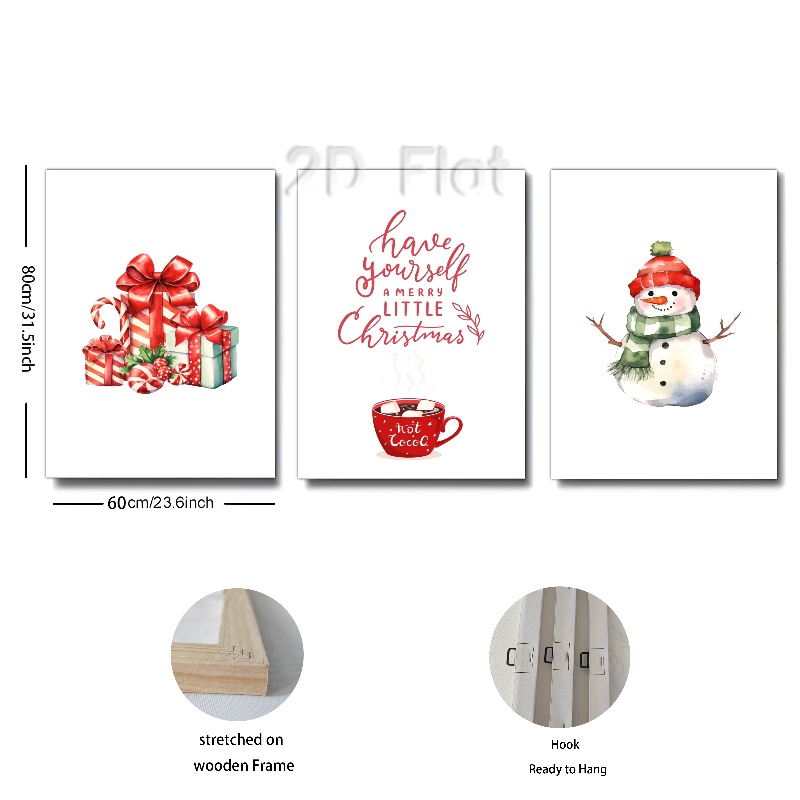 2D Flat
have
yourself
A MERRY
LITTLE
Christmas
Hot
Cocoa
80cm/31.5inch
60cm/23.6inch
stretched on
wooden Frame
Hook
Ready to Hang